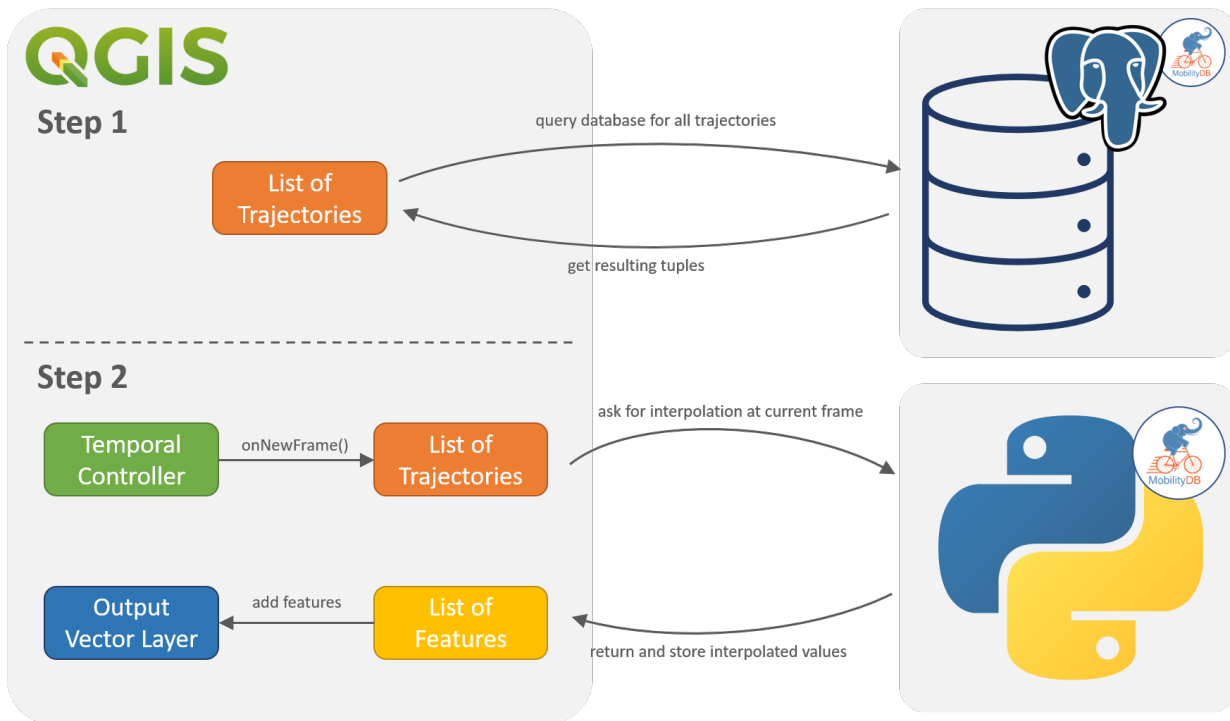 QGIS
MobilityDB
Step 1
query database for all trajectories
List of
Trajectories
get resulting tuples
Step 2
ask for interpolation at current frame
Temporal
Controller
onNewFrame()
List of
Trajectories
MobilityDB
Output
Vector Layer
add features
List of
Features
return and store interpolated values